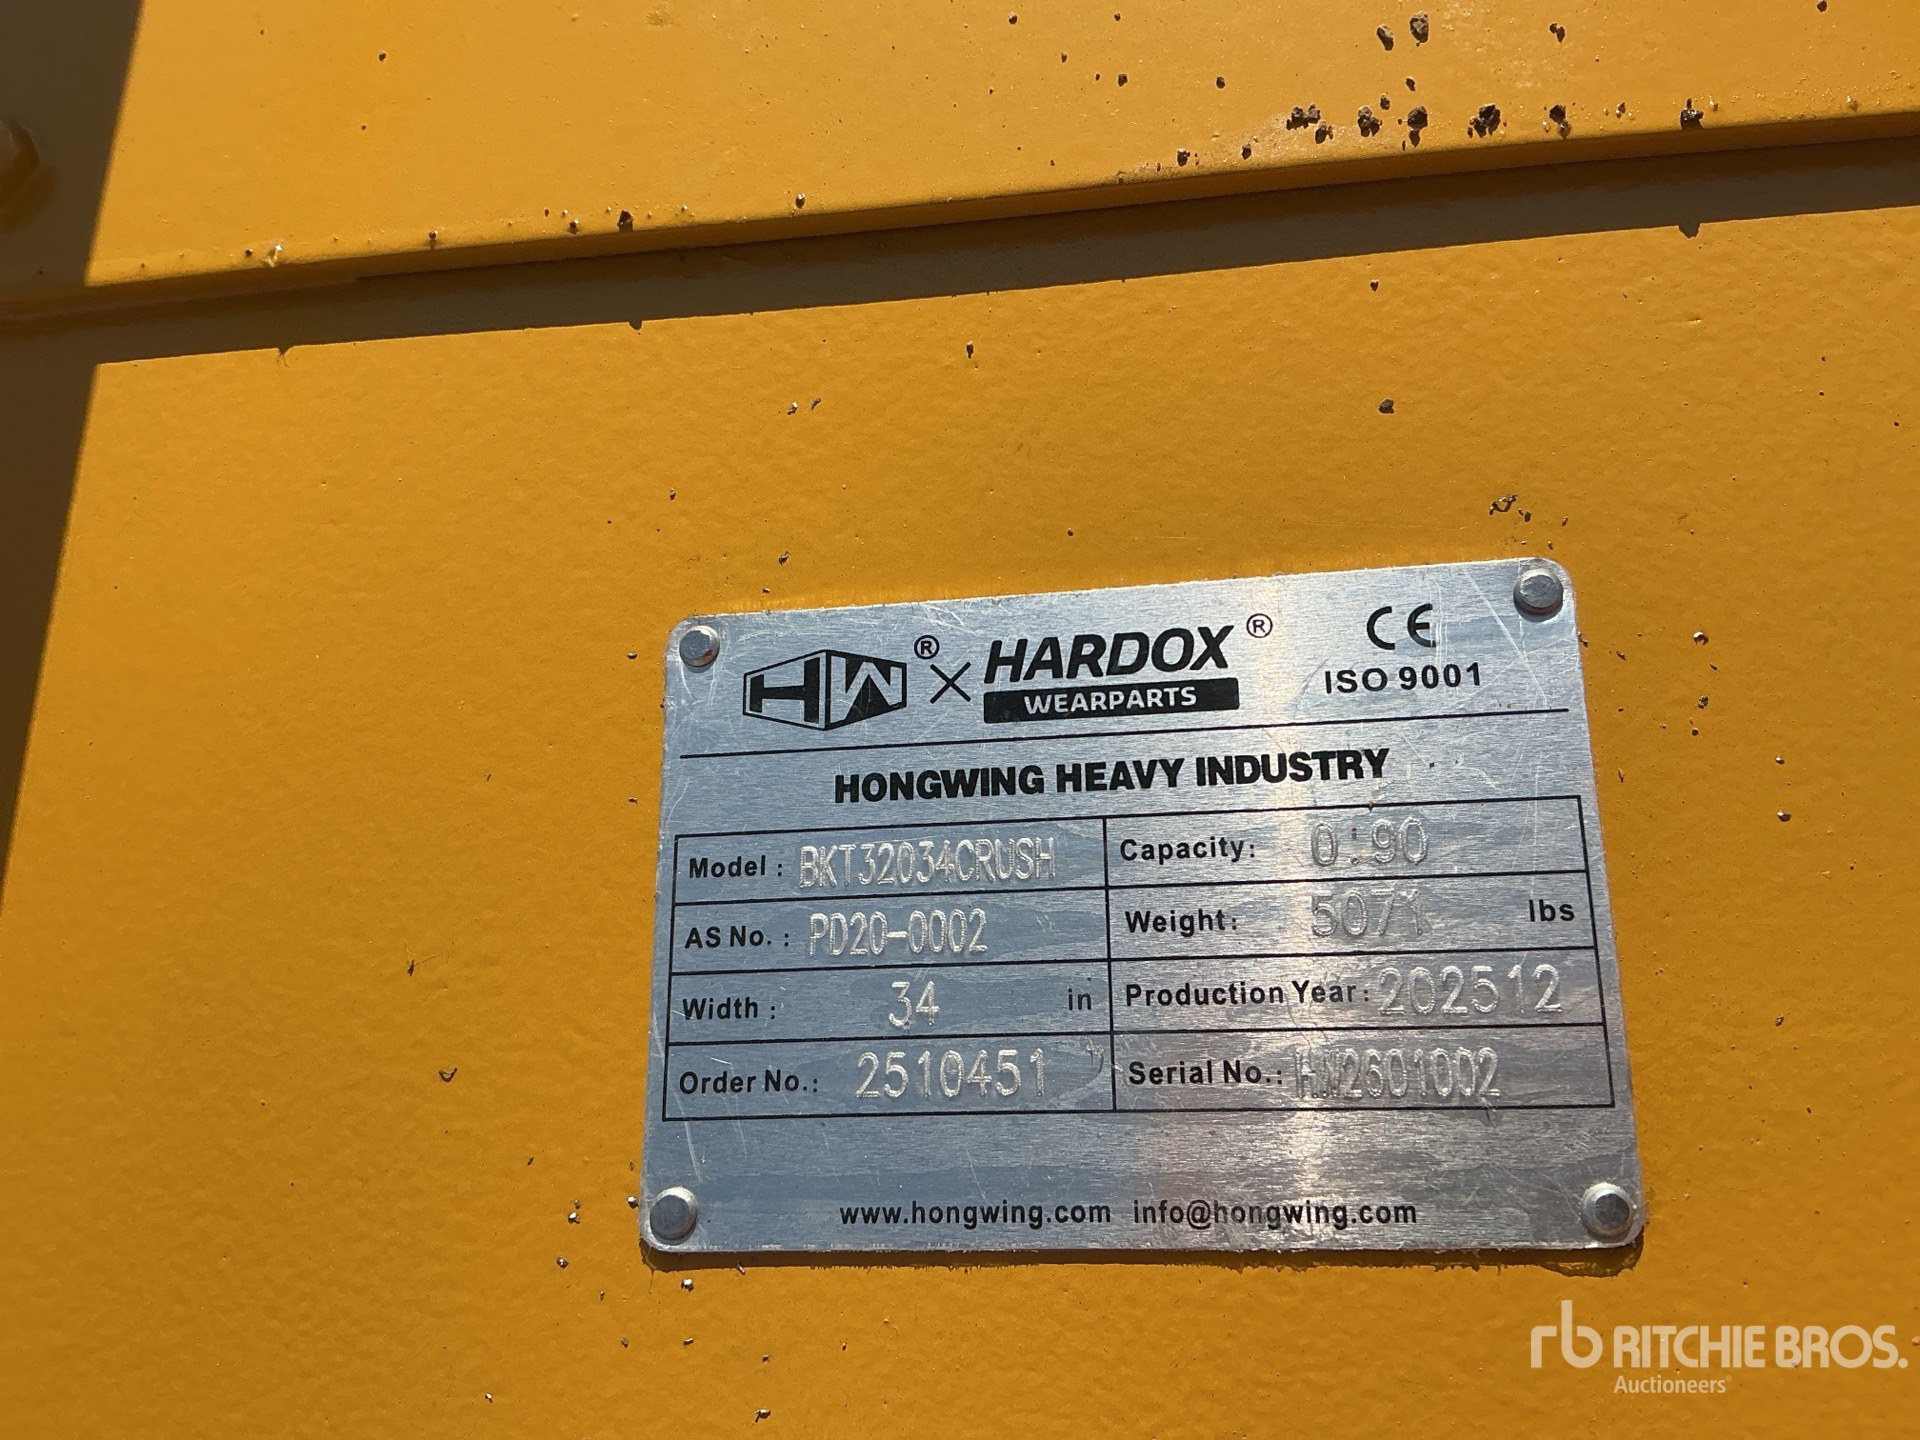 HW® × HARDOX® CE
WEARPARTS ISO 9001
HONGWING HEAVY INDUSTRY
Model : BKT32034CRUSH Capacity: 0.90
AS No. : PD20-0002 Weight: 5071 lbs
Width : 34 in Production Year: 202512
Order No.: 2510451 Serial No.: HW2601002
www.hongwing.com info@hongwing.com
rb RITCHIE BROS.
Auctioneers